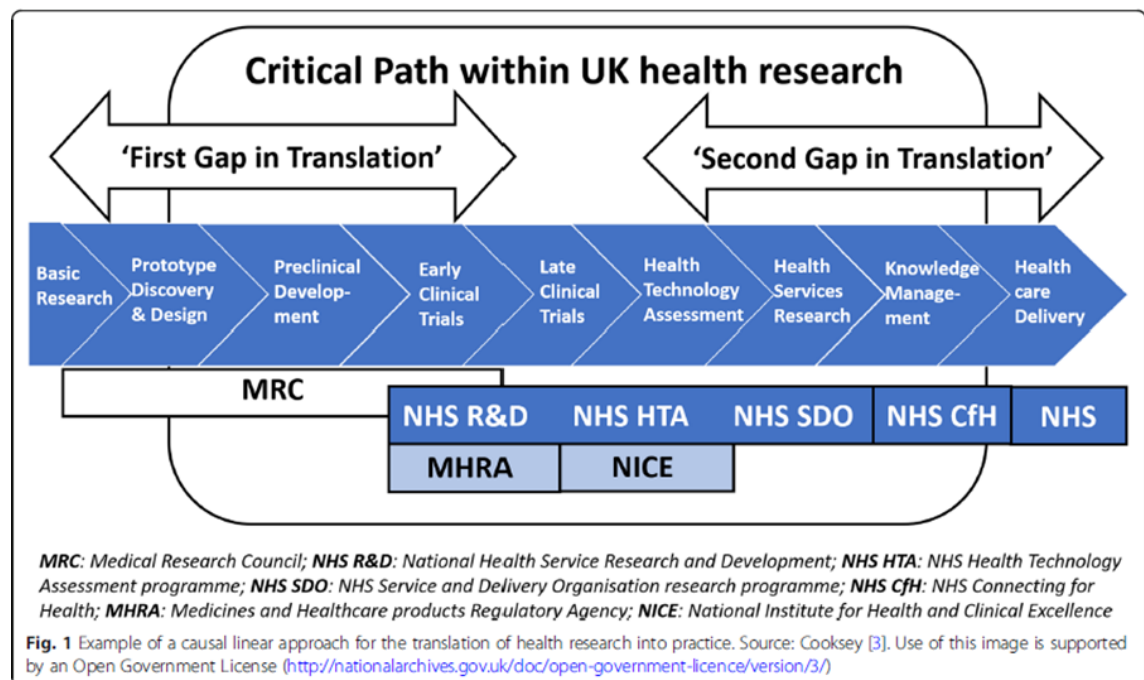 Critical Path within UK health research
'First Gap in Translation'
'Second Gap in Translation'
Basic
Research
Prototype
Discovery
& Design
Preclinical
Develop-
ment
Early
Clinical
Trials
Late
Clinical
Trials
Health
Technology
Assessment
Health
Services
Research
Knowledge
Manage-
ment
Health
care
Delivery
MRC
NHS R&D
NHS HTA
NHS SDO
NHS CfH
NHS
MHRA
NICE
MRC: Medical Research Council; NHS R&D: National Health Service Research and Development; NHS HTA: NHS Health Technology
Assessment programme; NHS SDO: NHS Service and Delivery Organisation research programme; NHS CfH: NHS Connecting for
Health; MHRA: Medicines and Healthcare products Regulatory Agency; NICE: National Institute for Health and Clinical Excellence
Fig. 1 Example of a causal linear approach for the translation of health research into practice. Source: Cooksey [3]. Use of this image is supported
by an Open Government License (http://nationalarchives.gov.uk/doc/open-government-licence/version/3/)